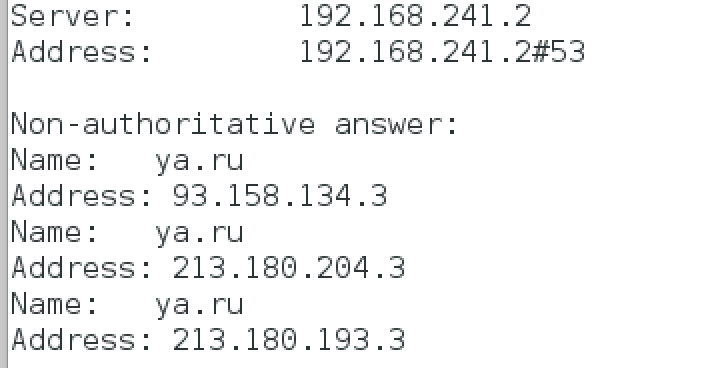 Server:         192.168.241.2
Address:        192.168.241.2#53

Non-authoritative answer:
Name:   ya.ru
Address: 93.158.134.3
Name:   ya.ru
Address: 213.180.204.3
Name:   ya.ru
Address: 213.180.193.3